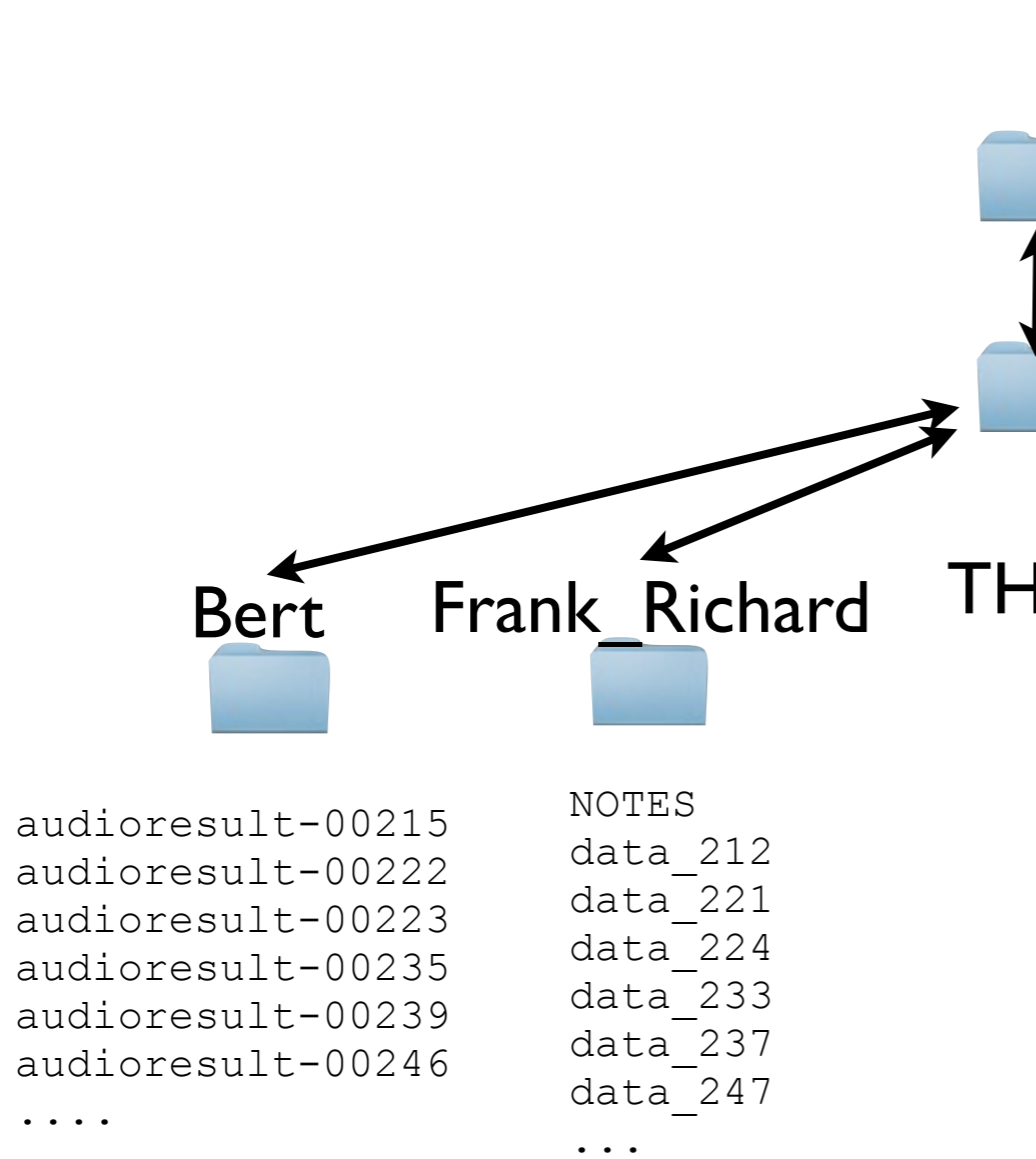 Bert
Frank_Richard
TH
audioresult-00215
audioresult-00222
audioresult-00223
audioresult-00235
audioresult-00239
audioresult-00246
....
NOTES
data_212
data_221
data_224
data_233
data_237
data_247
...